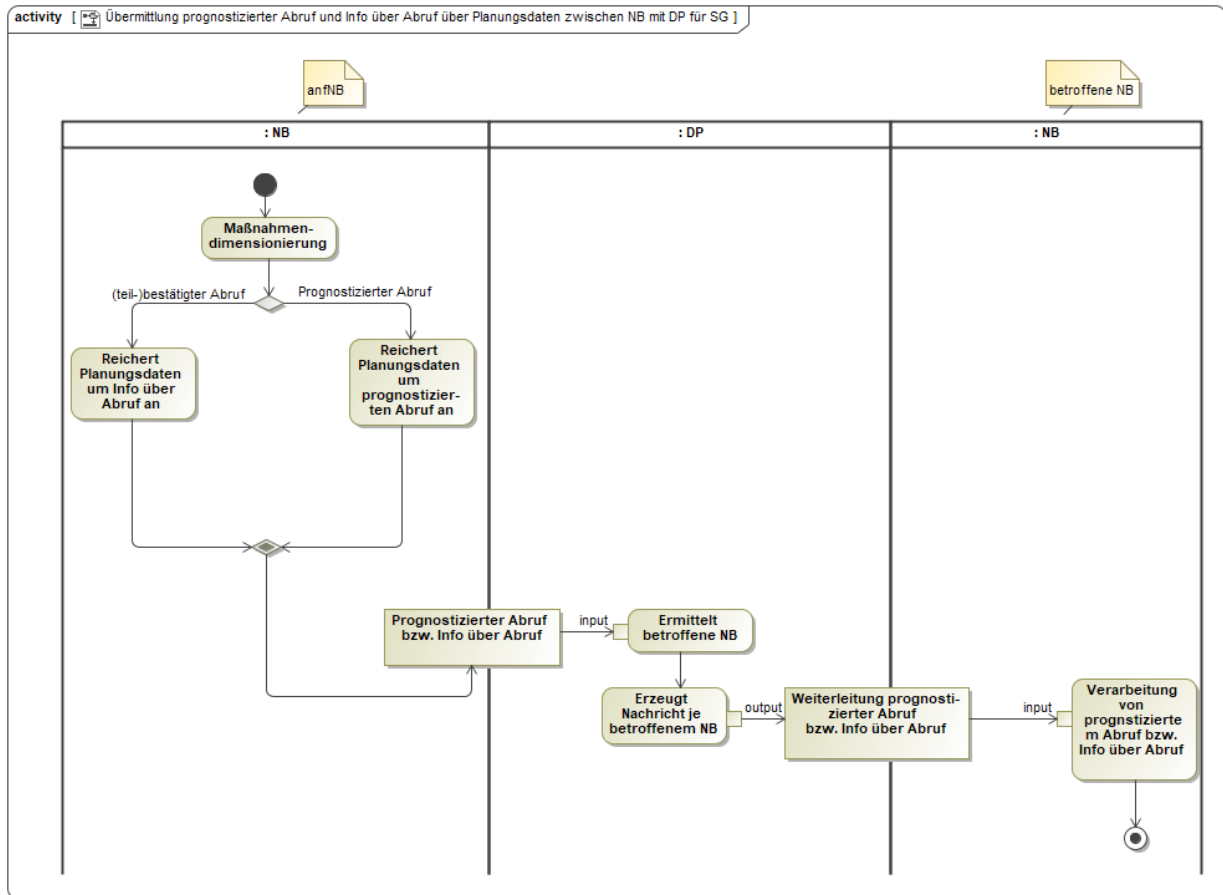 activity [ Übermittlung prognostizierter Abruf und Info über Abruf über Planungsdaten zwischen NB mit DP für SG ]
anfNB
betroffene NB
: NB
: DP
: NB
Maßnahmen-
dimensionierung
(teil-)bestätigter Abruf
Prognostizierter Abruf
Reichert
Planungsdaten
um Info über
Abruf an
Reichert
Planungsdaten
um
prognostizier-
ten Abruf an
Prognostizierter Abruf
bzw. Info über Abruf
input
Ermittelt
betroffene NB
Erzeugt
Nachricht je
betroffenem NB
output
Weiterleitung prognosti-
zierter Abruf
bzw. Info über Abruf
input
Verarbeitung
von
prognstizierte
m Abruf bzw.
Info über Abruf